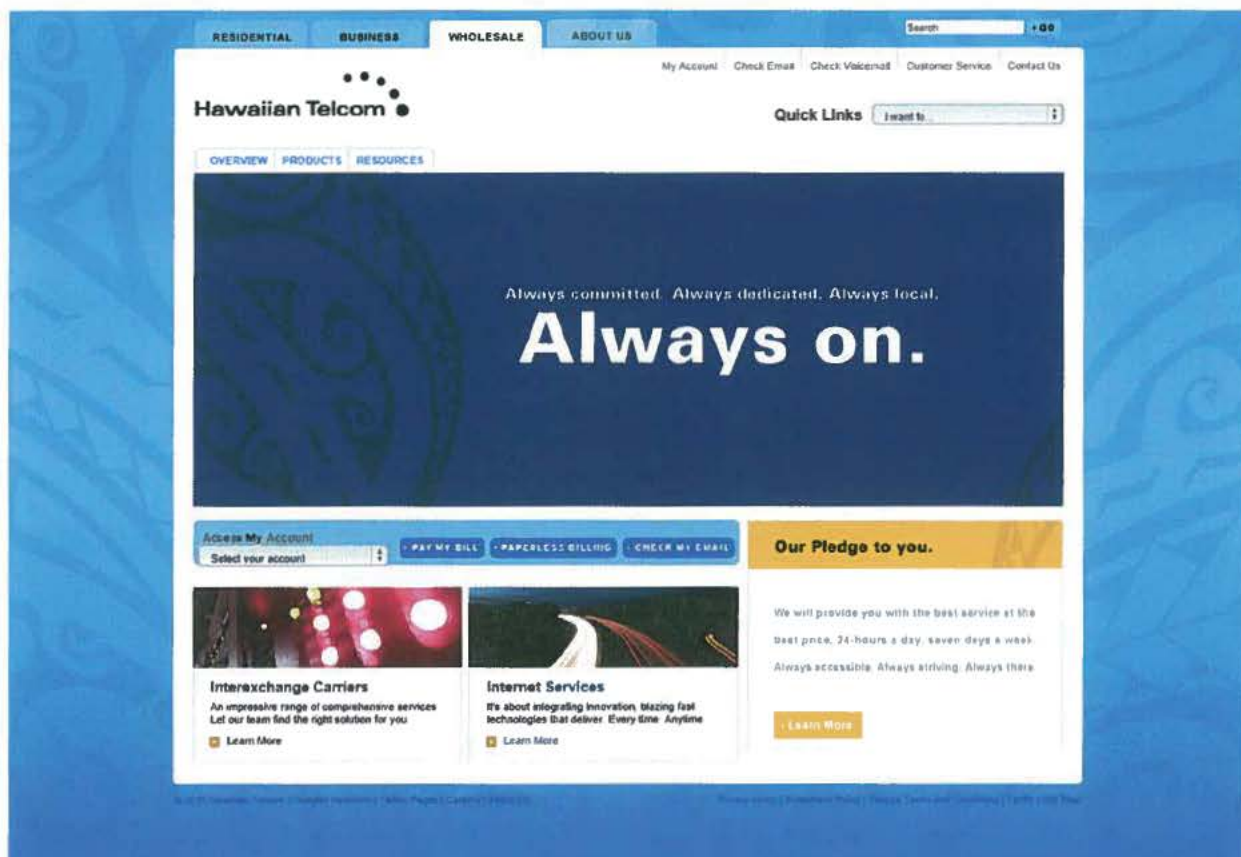 RESIDENTIAL BUSINESS WHOLESALE ABOUT US Search GO
My Account Check Email Check Voicemail Customer Service Contact Us
Hawaiian Telcom
Quick Links I want to...
OVERVIEW PRODUCTS RESOURCES
Always committed. Always dedicated. Always local.
Always on.
Access My Account
Select your account
PAY MY BILL PAPERLESS BILLING CHECK MY EMAIL
Interexchange Carriers
An impressive range of comprehensive services
Let our team find the right solution for you
Learn More
Internet Services
It's about integrating innovation, blazing fast
technologies that deliver. Every time. Anytime
Learn More
Our Pledge to you.
We will provide you with the best service at the
best price, 24-hours a day, seven days a week.
Always accessible. Always striving. Always there
Learn More